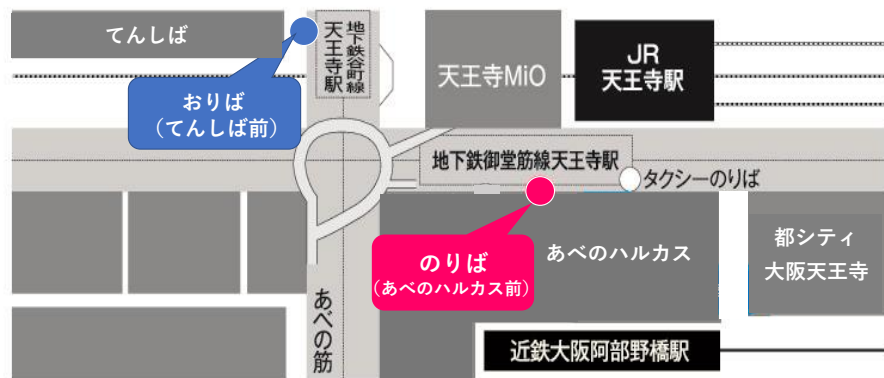 てんしば
地下鉄谷町線
天王寺駅
おりば
(てんしば前)
天王寺MiO
JR
天王寺駅
地下鉄御堂筋線天王寺駅
タクシーのりば
のりば
(あべのハルカス前)
あべのハルカス
都シティ
大阪天王寺
あべの筋
近鉄大阪阿部野橋駅